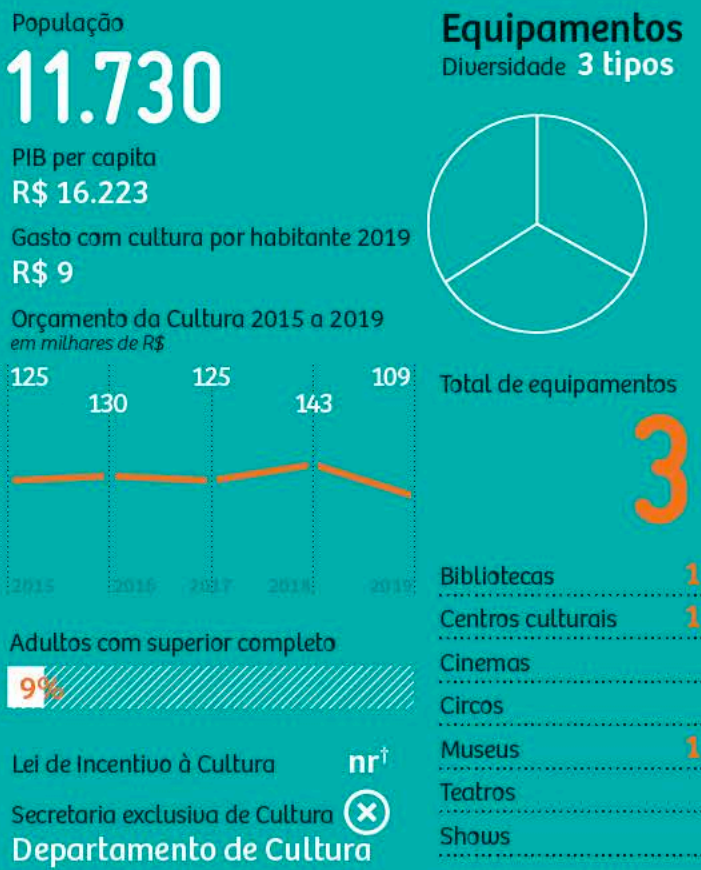 População
11.730
PIB per capita
R$ 16.223
Gasto com cultura por habitante 2019
R$ 9
Orçamento da Cultura 2015 a 2019
em milhares de R$
125 125 109
130 143
2015 2016 2017 2018 2019
Adultos com superior completo
9%
Lei de Incentivo à Cultura nr†
Secretaria exclusiva de Cultura
Departamento de Cultura
Equipamentos
Diversidade 3 tipos
Total de equipamentos
3
Bibliotecas 1
Centros culturais 1
Cinemas
Circos
Museus 1
Teatros
Shows